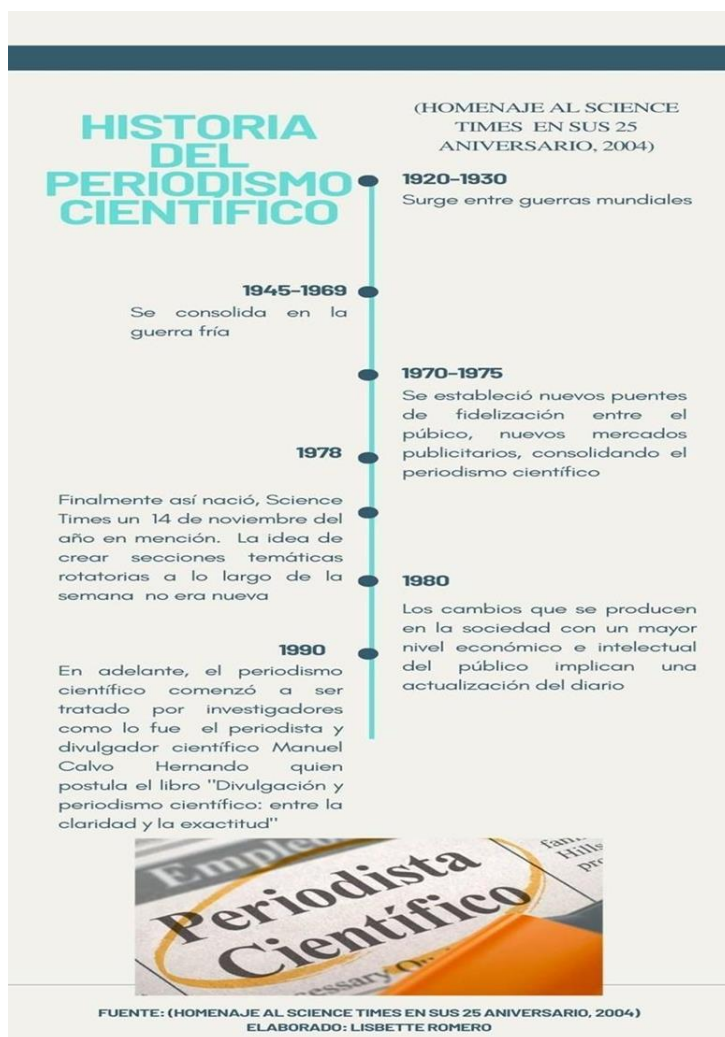 HISTORIA
DEL
PERIODISMO
CIENTÍFICO
(HOMENAJE AL SCIENCE
TIMES EN SUS 25
ANIVERSARIO, 2004)
1920-1930
Surge entre guerras mundiales
1945-1969
Se consolida en la
guerra fría
1970-1975
Se estableció nuevos puentes
de fidelización entre el
púbico, nuevos mercados
publicitarios, consolidando el
periodismo científico
1978
Finalmente así nació, Science
Times un 14 de noviembre del
año en mención. La idea de
crear secciones temáticas
rotatorias a lo largo de la
semana no era nueva
1980
Los cambios que se producen
en la sociedad con un mayor
nivel económico e intelectual
del público implican una
actualización del diario
1990
En adelante, el periodismo
científico comenzó a ser
tratado por investigadores
como lo fue el periodista y
divulgador científico Manuel
Calvo Hernando quien
postula el libro "Divulgación y
periodismo científico: entre la
claridad y la exactitud"
Periodista
Científico
FUENTE: (HOMENAJE AL SCIENCE TIMES EN SUS 25 ANIVERSARIO, 2004)
ELABORADO: LISBETTE ROMERO